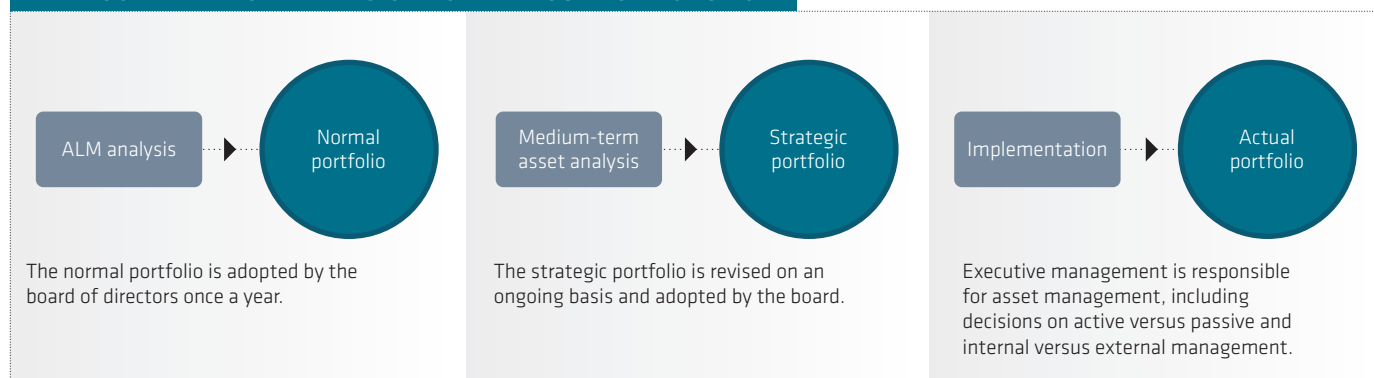 ALM analysis
Normal
portfolio
The normal portfolio is adopted by the
board of directors once a year.
Medium-term
asset analysis
Strategic
portfolio
The strategic portfolio is revised on an
ongoing basis and adopted by the board.
Implementation
Actual
portfolio
Executive management is responsible
for asset management, including
decisions on active versus passive and
internal versus external management.